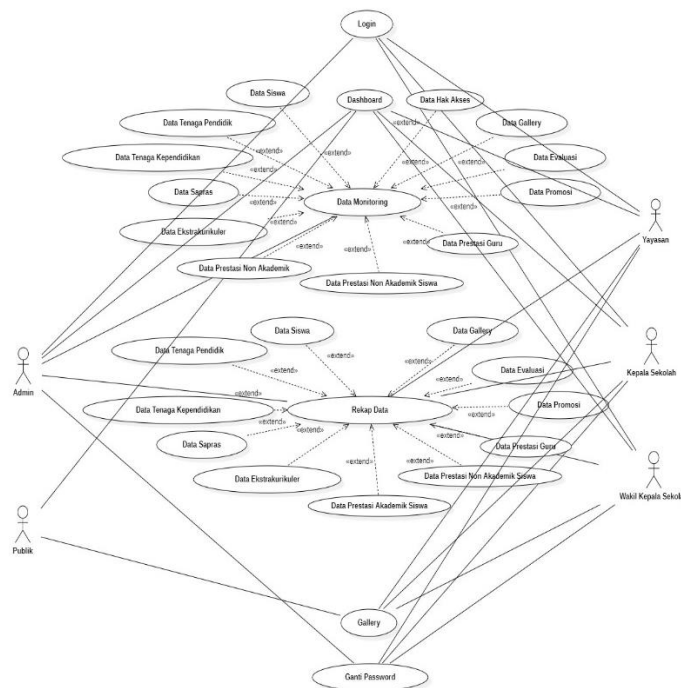 Login
Data Siswa
Dashboard
Data Hak Akses
Data Tenaga Pendidik
«extend»
«extend»
Data Gallery
«extend»
«extend»
«extend»
Data Tenaga Kependidikan
«extend»
Data Evaluasi
«extend»
Data Sapras
«extend»
Data Monitoring
«extend»
Data Promosi
«extend»
Data Ekstrakurikuler
«extend»
«extend»
«extend»
Data Prestasi Guru
Yayasan
Data Prestasi Non Akademik
Data Prestasi Non Akademik Siswa
Data Siswa
Data Gallery
Data Tenaga Pendidik
«extend»
«extend»
«extend»
Data Evaluasi
«extend»
Kepala Sekolah
Admin
«extend»
Data Tenaga Kependidikan
Rekap Data
Data Promosi
«extend»
«extend»
Data Sapras
«extend»
«extend»
Data Prestasi Guru
«extend»
«extend»
Data Ekstrakurikuler
Data Prestasi Non Akademik Siswa
Wakil Kepala Sekol
Data Prestasi Akademik Siswa
Publik
Gallery
Ganti Password